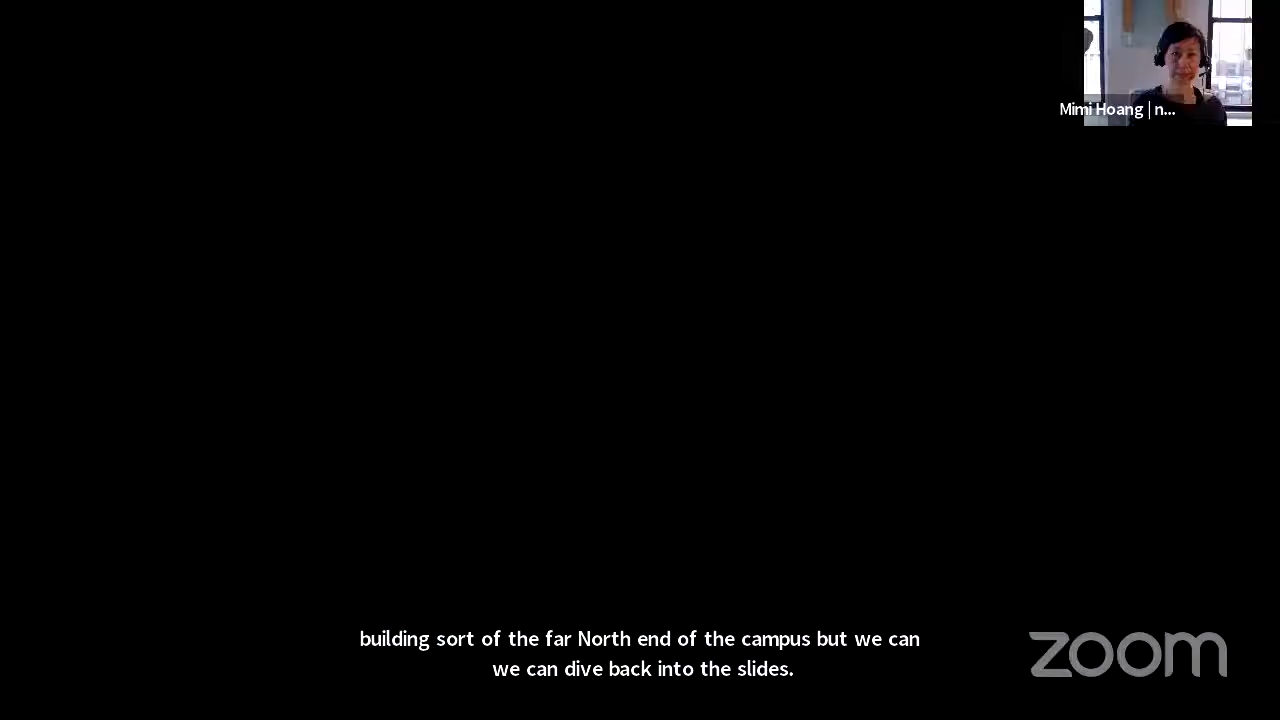 Mimi Hoang | n...
building sort of the far North end of the campus but we can
we can dive back into the slides.
zoom